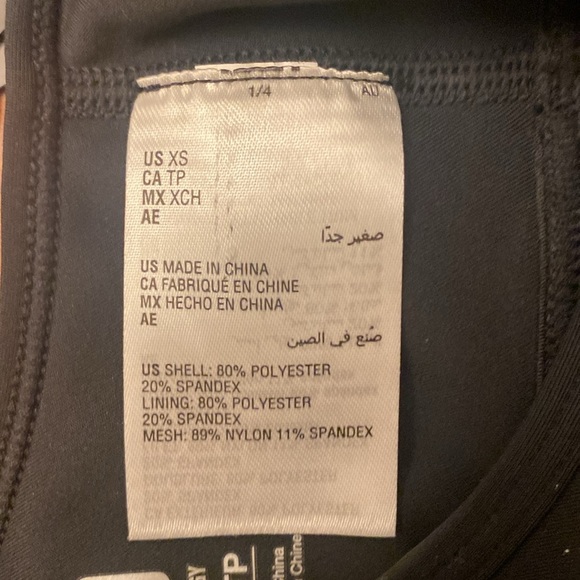 1/4
US XS
CA TP
MX XCH
AE
صغير جدًا
US MADE IN CHINA
CA FABRIQUÉ EN CHINE
MX HECHO EN CHINA
AE
صُنع في الصين
US SHELL: 80% POLYESTER
20% SPANDEX
LINING: 80% POLYESTER
20% SPANDEX
MESH: 89% NYLON 11% SPANDEX
TP
Chine